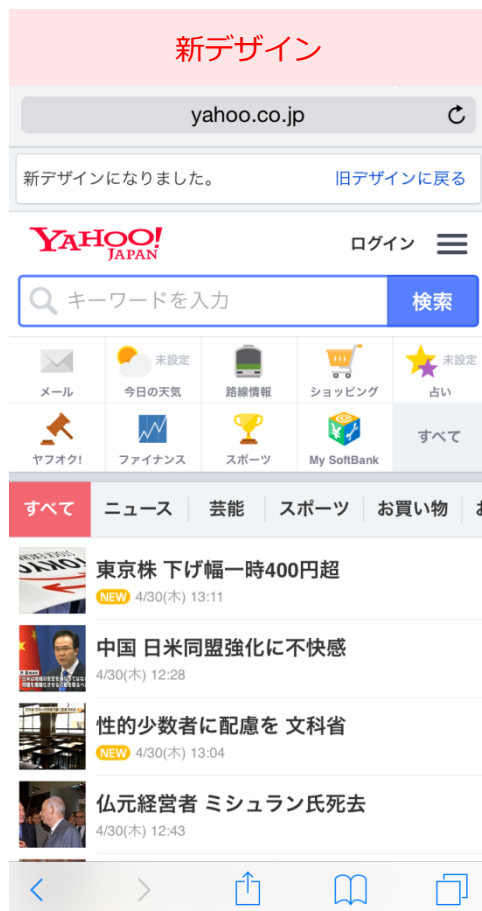 新デザイン
yahoo.co.jp
新デザインになりました。 旧デザインに戻る
YAHOO! JAPAN ログイン
キーワードを入力 検索
未設定 未設定
メール 今日の天気 路線情報 ショッピング 占い
ヤフオク! ファイナンス スポーツ My SoftBank すべて
すべて ニュース 芸能 スポーツ お買い物
東京株 下げ幅一時400円超
NEW 4/30(木) 13:11
中国 日米同盟強化に不快感
4/30(木) 12:28
性的少数者に配慮を 文科省
NEW 4/30(木) 13:04
仏元経営者 ミシュラン氏死去
4/30(木) 12:43